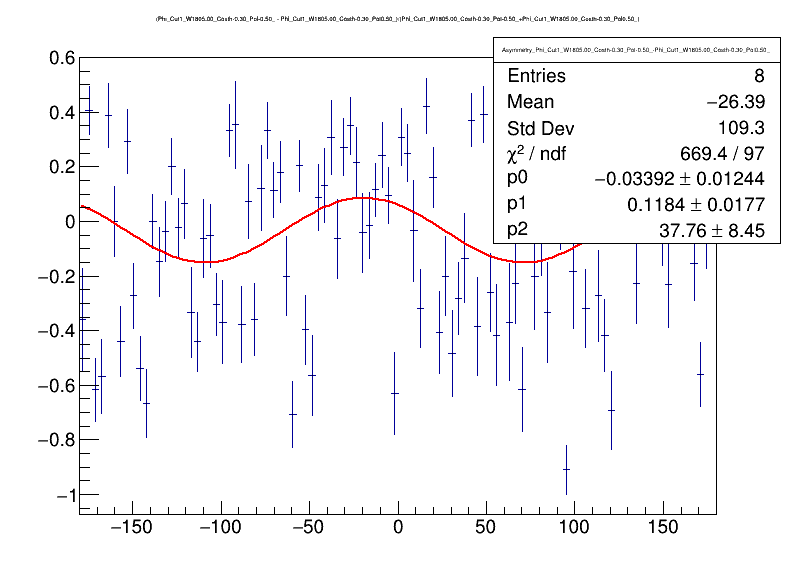 (Phi_Cut1_W1805.00_Costh-0.30_Pol-0.50_ - Phi_Cut1_W1805.00_Costh-0.30_Pol0.50_)/(Phi_Cut1_W1805.00_Costh-0.30_Pol-0.50_+Phi_Cut1_W1805.00_Costh-0.30_Pol0.50_)
Asymmetry_Phi_Cut1_W1805.00_Costh-0.30_Pol-0.50_-Phi_Cut1_W1805.00_Costh-0.30_Pol0.50_
Entries 8
Mean −26.39
Std Dev 109.3
χ² / ndf 669.4 / 97
p0 −0.03392 ± 0.01244
p1 0.1184 ± 0.0177
p2 37.76 ± 8.45
0.6
0.4
0.2
0
−0.2
−0.4
−0.6
−0.8
−1
−150 −100 −50 0 50 100 150